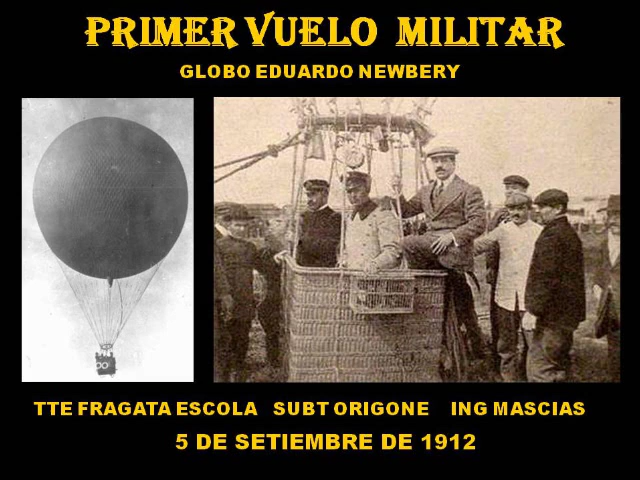 PRIMER VUELO MILITAR
GLOBO EDUARDO NEWBERY
TTE FRAGATA ESCOLA SUBT ORIGONE ING MASCIAS
5 DE SETIEMBRE DE 1912